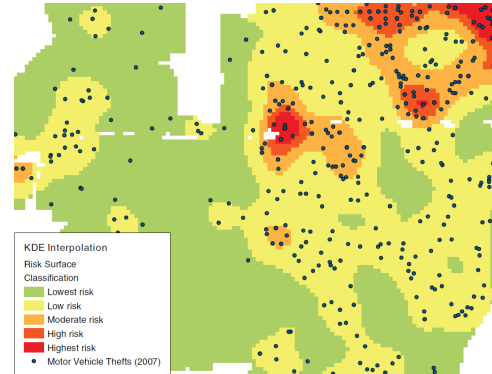 KDE Interpolation
Risk Surface
Classification
Lowest risk
Low risk
Moderate risk
High risk
Highest risk
Motor Vehicle Thefts (2007)